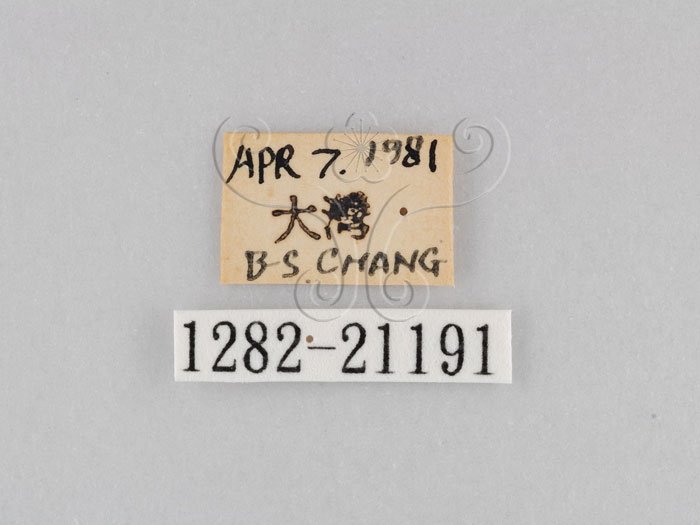 APR 7. 1981
大灣
B-S CHANG
1282-21191